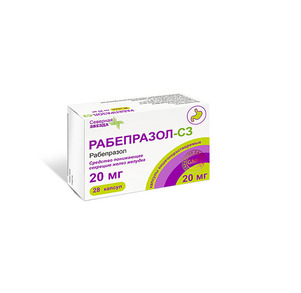 Северная
ЗВЕЗДА
РАБЕПРАЗОЛ-СЗ
Рабепразол
Средство понижающее
секрецию желез желудка
20 мг
28 капсул
20 мг